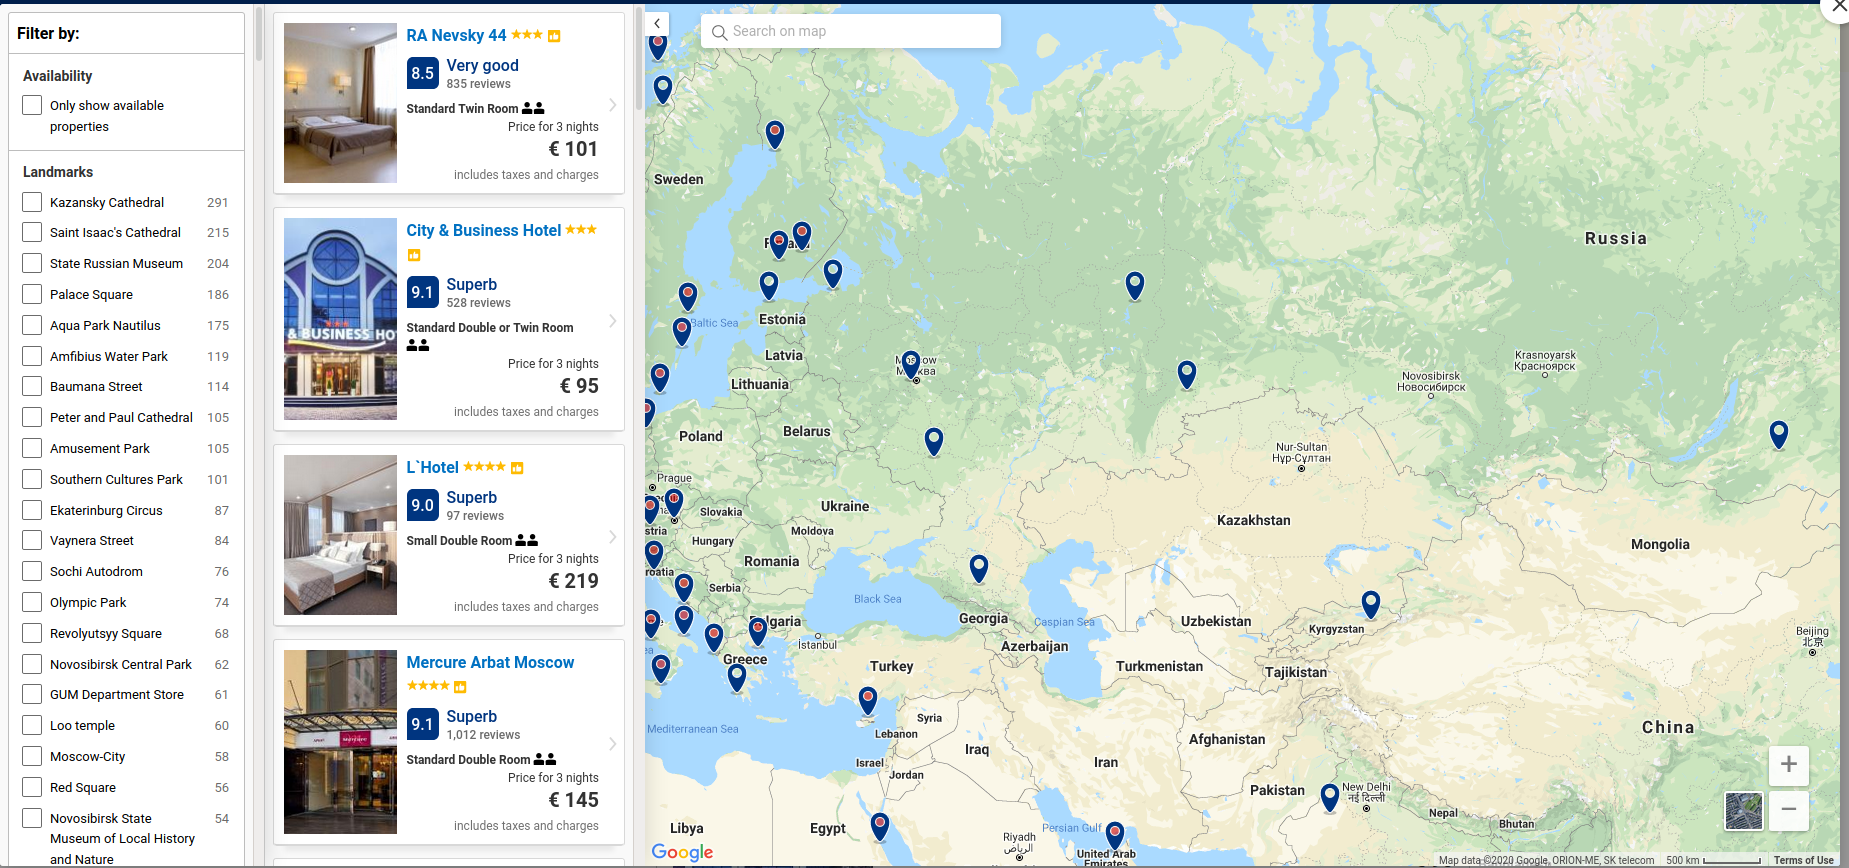 Filter by:
Availability
Only show available
properties
Landmarks
Kazansky Cathedral 291
Saint Isaac's Cathedral 215
State Russian Museum 204
Palace Square 186
Aqua Park Nautilus 175
Amfibius Water Park 119
Baumana Street 114
Peter and Paul Cathedral 105
Amusement Park 105
Southern Cultures Park 101
Ekaterinburg Circus 87
Vaynera Street 84
Sochi Autodrom 76
Olympic Park 74
Revolyutsyy Square 68
Novosibirsk Central Park 62
GUM Department Store 61
Loo temple 60
Moscow-City 58
Red Square 56
Novosibirsk State 54
Museum of Local History
and Nature
RA Nevsky 44
8.5 Very good
835 reviews
Standard Twin Room
Price for 3 nights
€ 101
includes taxes and charges
City & Business Hotel
& BUSINESS HO
9.1 Superb
528 reviews
Standard Double or Twin Room
Price for 3 nights
€ 95
includes taxes and charges
L`Hotel
9.0 Superb
97 reviews
Small Double Room
Price for 3 nights
€ 219
includes taxes and charges
Mercure Arbat Moscow
9.1 Superb
1,012 reviews
Standard Double Room
Price for 3 nights
€ 145
includes taxes and charges
Search on map
Sweden
Russia
Baltic Sea
Estonia
Latvia
Lithuania
Krasnoyarsk
Красноярск
Novosibirsk
Новосибирск
Poland
Belarus
Nur-Sultan
Нұр-Сұлтан
Prague
Slovakia
Ukraine
Kazakhstan
stria
Hungary
Moldova
Mongolia
roatia
Romania
Serbia
Black Sea
Georgia
Caspian Sea
Uzbekistan
Kyrgyzstan
Beijing
北京
lgaria
İstanbul
Azerbaijan
Greece
Turkey
Turkmenistan
Tajikistan
Mediterranean Sea
Syria
Lebanon
Iraq
Afghanistan
China
Israel
Jordan
Iran
Pakistan
New Delhi
नई दिल्ली
Nepal
Bhutan
Libya
Egypt
Riyadh
الرياض
Persian Gulf
United Arab
Emirates
Google
Map data ©2020 Google, ORION-ME, SK telecom 500 km Terms of Use